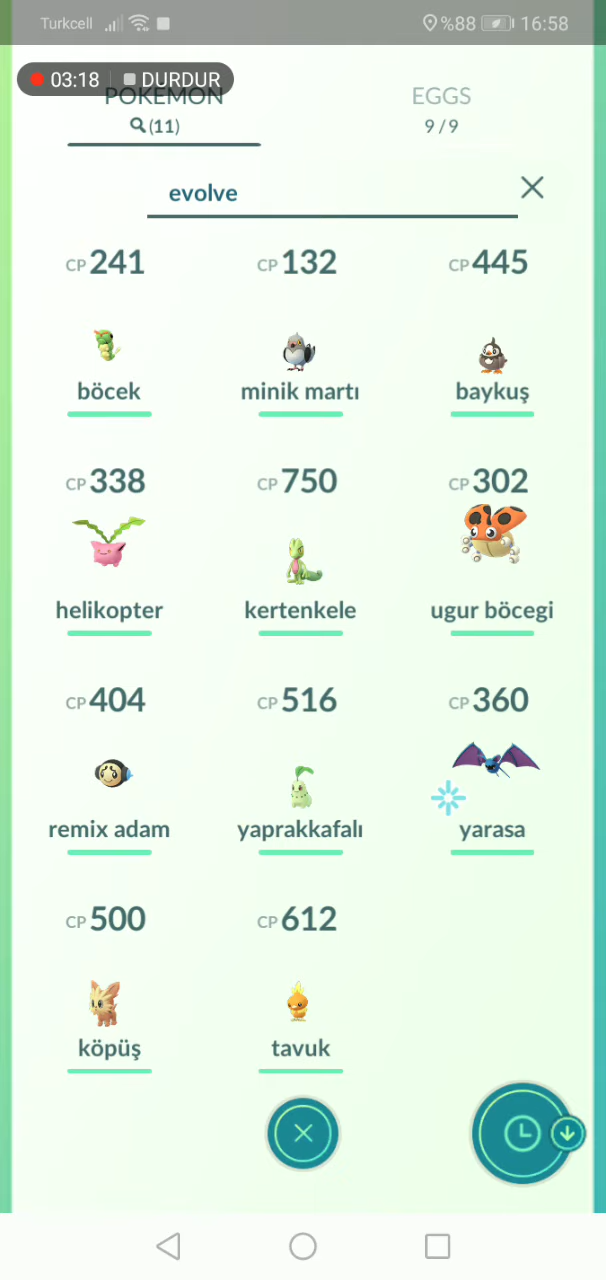 Turkcell %88 16:58
03:18 DURDUR
POKÉMON EGGS
(11) 9 / 9
evolve
CP 241 CP 132 CP 445
böcek minik martı baykuş
CP 338 CP 750 CP 302
helikopter kertenkele ugur böcegi
CP 404 CP 516 CP 360
remix adam yaprakkafalı yarasa
CP 500 CP 612
köpüş tavuk